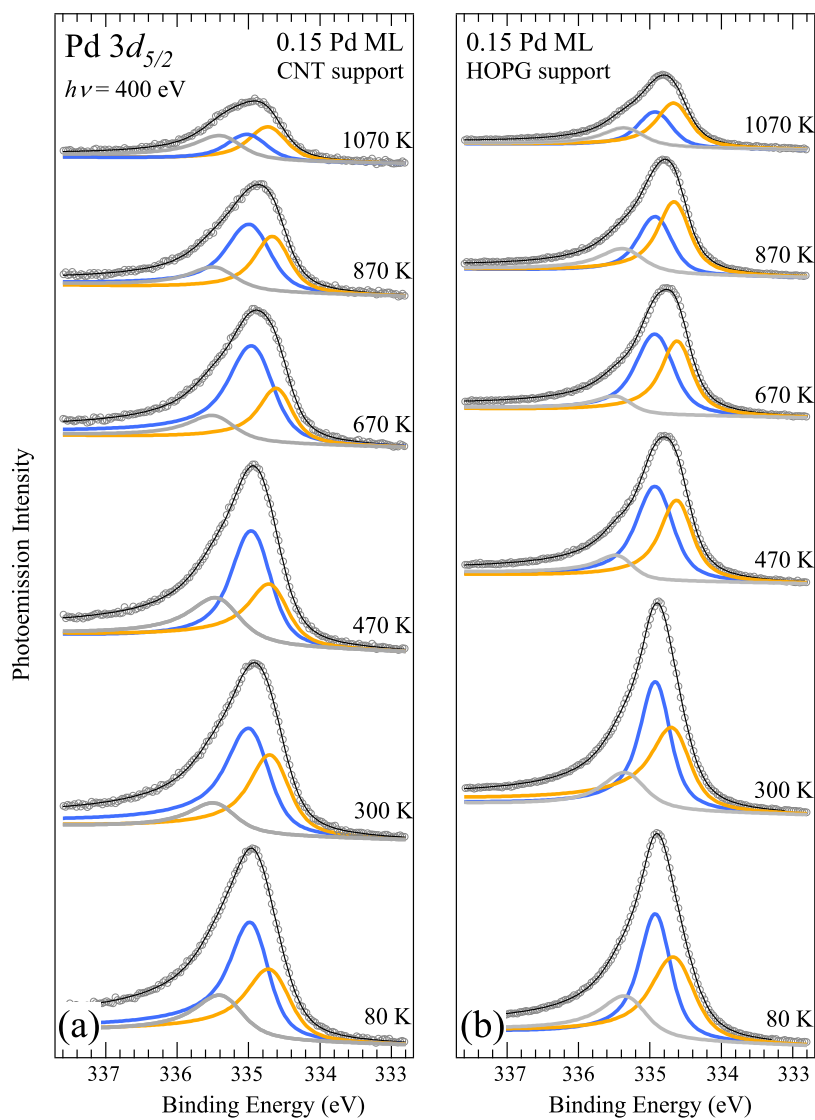 Pd 3d5/2
hν = 400 eV
0.15 Pd ML
CNT support
1070 K
870 K
670 K
470 K
300 K
80 K
(a)
337 336 335 334 333
Binding Energy (eV)
0.15 Pd ML
HOPG support
1070 K
870 K
670 K
470 K
300 K
80 K
(b)
337 336 335 334 333
Binding Energy (eV)
Photoemission Intensity